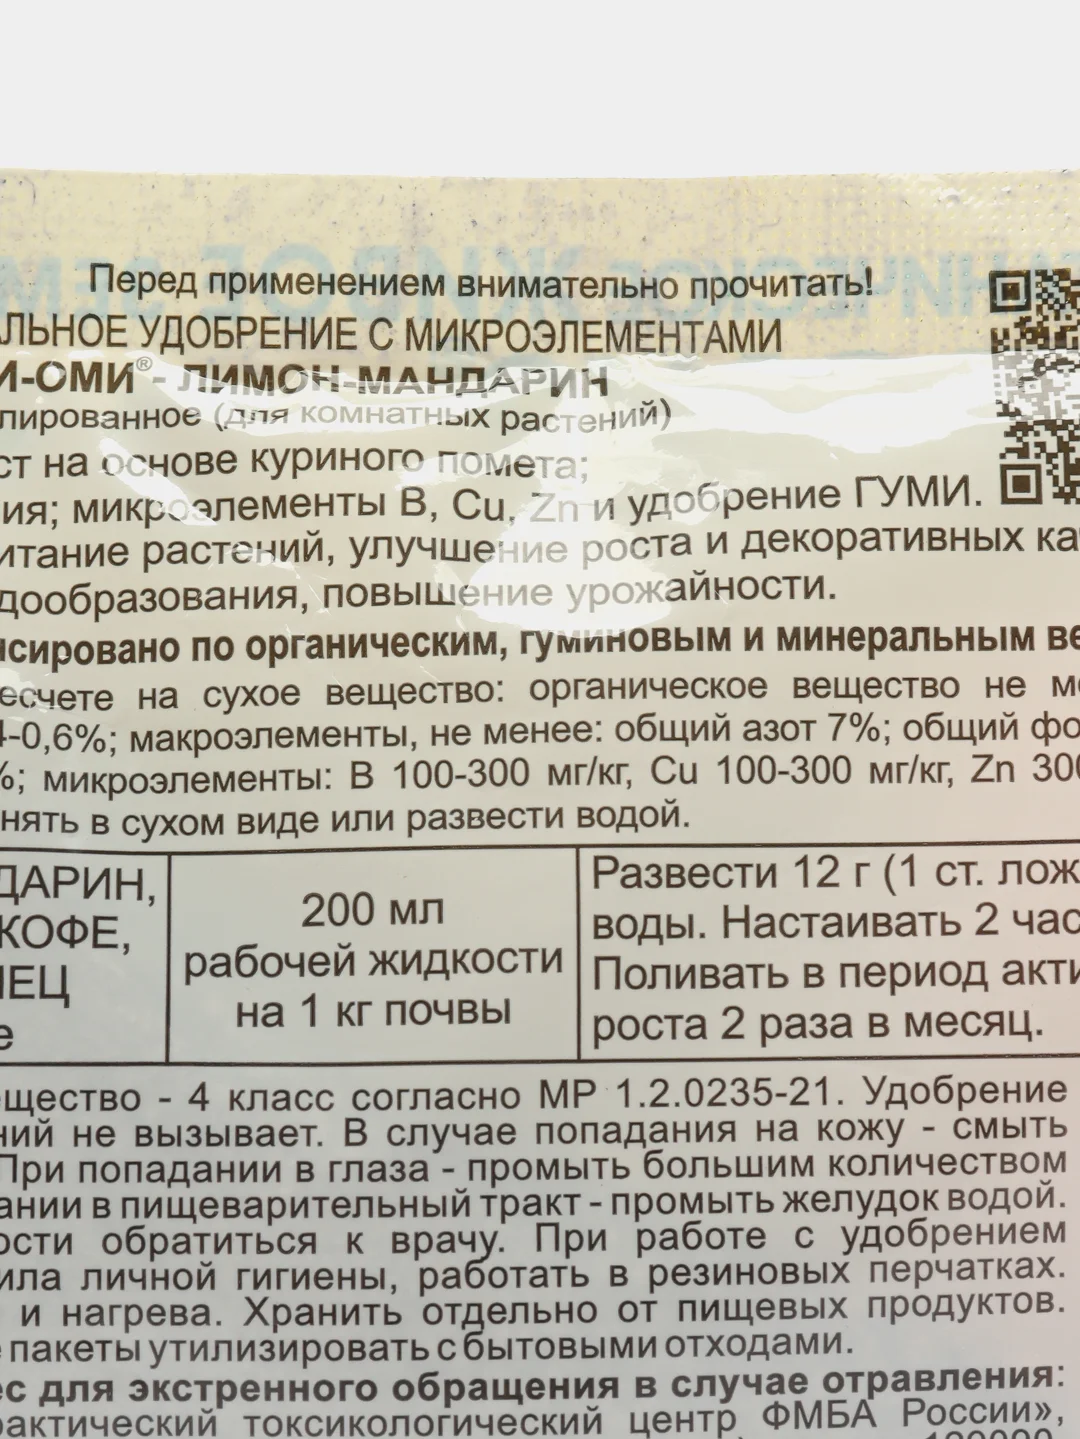 Перед применением внимательно прочитать!
ЛЬНОЕ УДОБРЕНИЕ С МИКРОЭЛЕМЕНТАМИ
И-ОМИ® - ЛИМОН-МАНДАРИН
лированное (для комнатных растений)
ст на основе куриного помета;
ия; микроэлементы B, Cu, Zn и удобрение ГУМИ.
итание растений, улучшение роста и декоративных ка
дообразования, повышение урожайности.
нсировано по органическим, гуминовым и минеральным ве
есчете на сухое вещество: органическое вещество не м
4-0,6%; макроэлементы, не менее: общий азот 7%; общий фо
%; микроэлементы: B 100-300 мг/кг, Cu 100-300 мг/кг, Zn 300
нять в сухом виде или развести водой.
ДАРИН,
КОФЕ,
НЕЦ
е
200 мл
рабочей жидкости
на 1 кг почвы
Развести 12 г (1 ст. лож
воды. Настаивать 2 час
Поливать в период акти
роста 2 раза в месяц.
ещество - 4 класс согласно МР 1.2.0235-21. Удобрение
ний не вызывает. В случае попадания на кожу - смыть
При попадании в глаза - промыть большим количеством
ании в пищеварительный тракт - промыть желудок водой.
ости обратиться к врачу. При работе с удобрением
ила личной гигиены, работать в резиновых перчатках.
и нагрева. Хранить отдельно от пищевых продуктов.
е пакеты утилизировать с бытовыми отходами.
ес для экстренного обращения в случае отравления:
рактический токсикологический центр ФМБА России»,